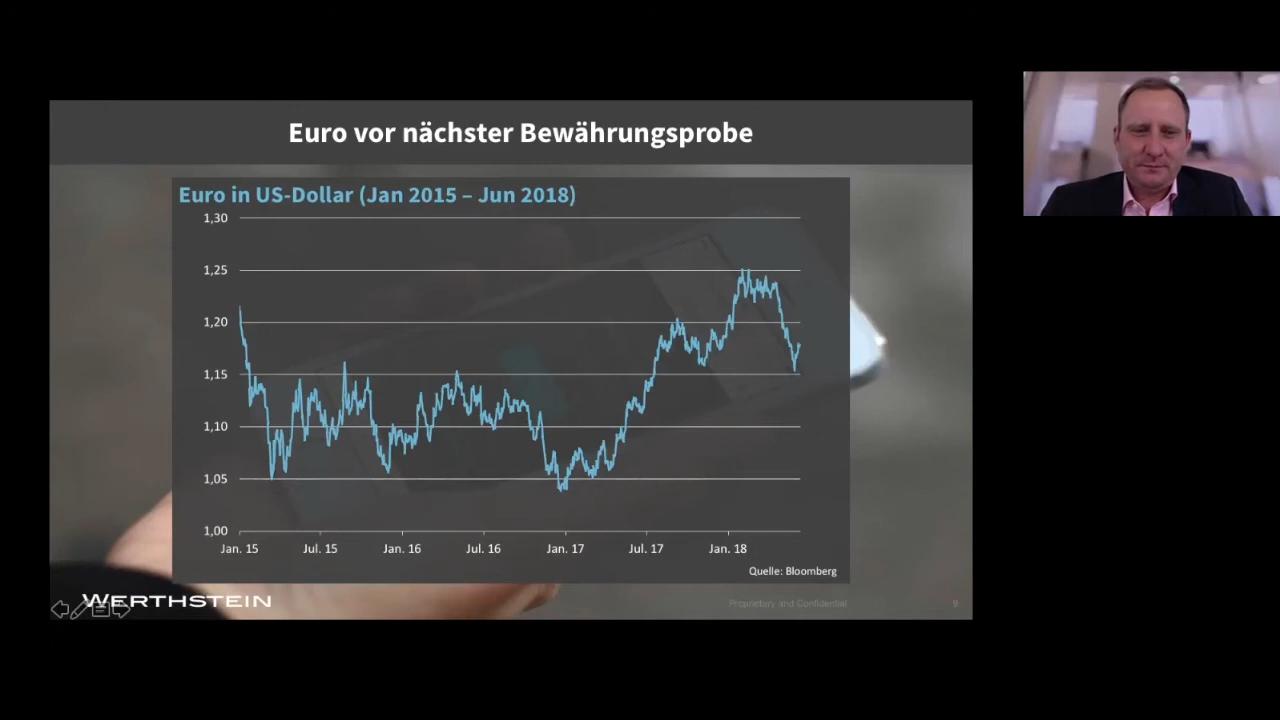 Euro vor nächster Bewährungsprobe
Euro in US-Dollar (Jan 2015 – Jun 2018)
1,30
1,25
1,20
1,15
1,10
1,05
1,00
Jan. 15 Jul. 15 Jan. 16 Jul. 16 Jan. 17 Jul. 17 Jan. 18
Quelle: Bloomberg
WERTHSTEIN
Proprietary and Confidential 9